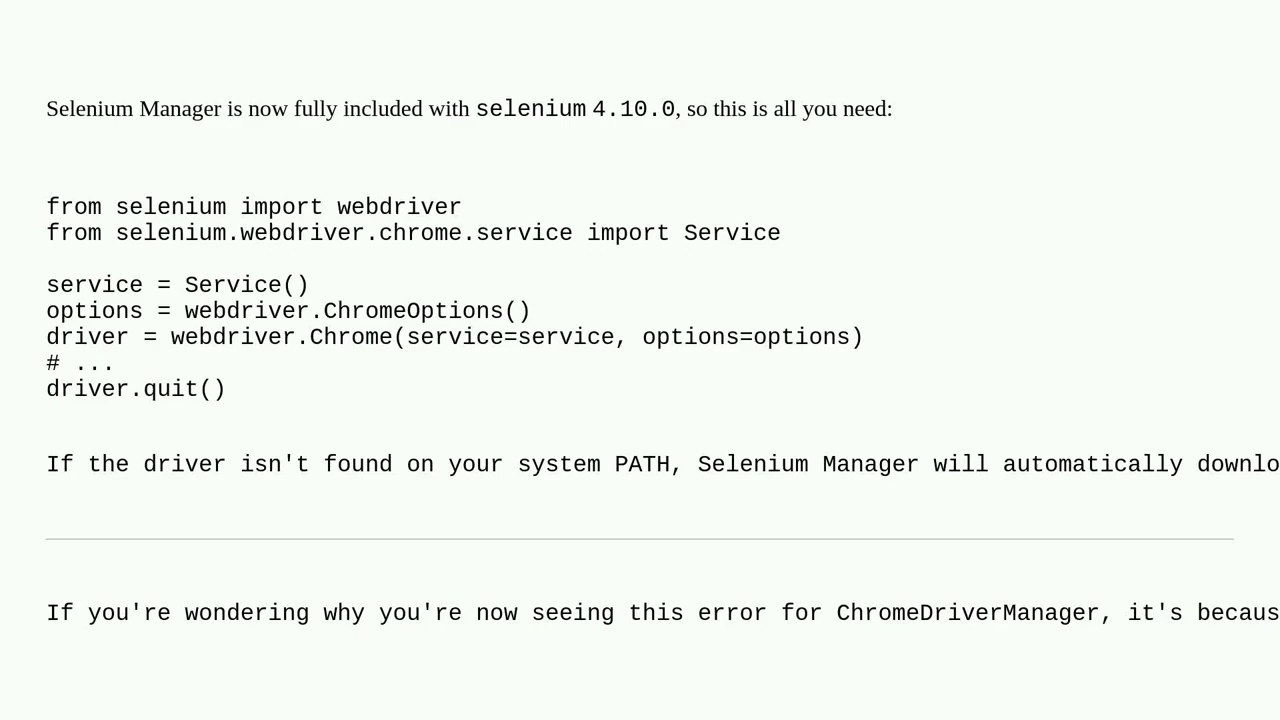 Selenium Manager is now fully included with selenium 4.10.0, so this is all you need:
from selenium import webdriver
from selenium.webdriver.chrome.service import Service
service = Service()
options = webdriver.ChromeOptions()
driver = webdriver.Chrome(service=service, options=options)
# ...
driver.quit()
If the driver isn't found on your system PATH, Selenium Manager will automatically downlo
If you're wondering why you're now seeing this error for ChromeDriverManager, it's becaus